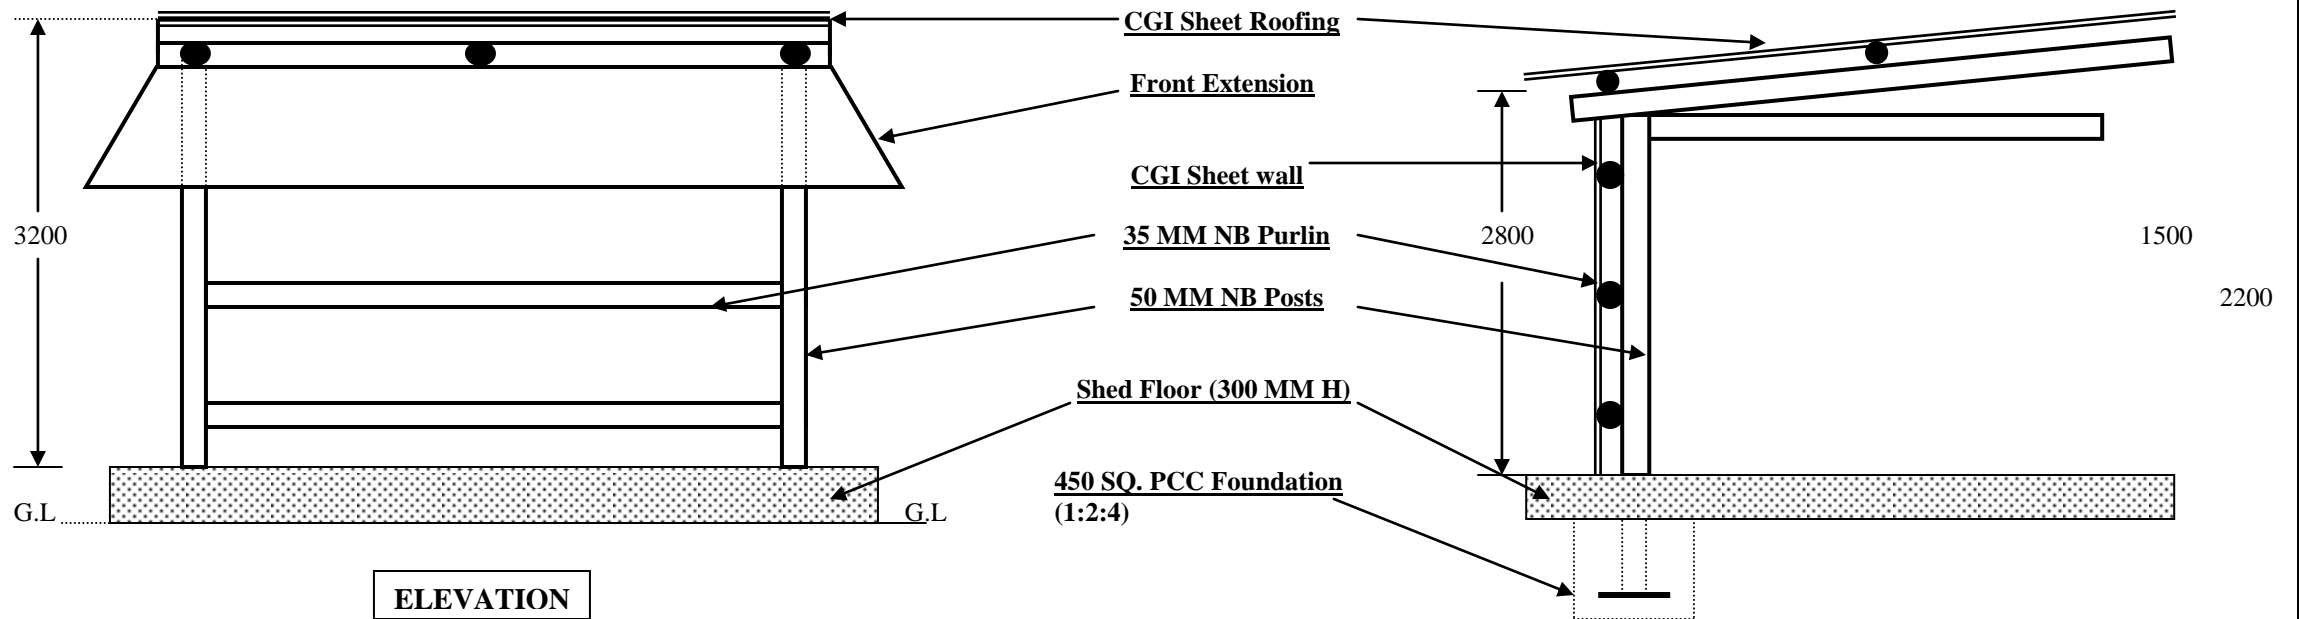 CGI Sheet Roofing
Front Extension
CGI Sheet wall
3200
35 MM NB Purlin
2800
1500
50 MM NB Posts
2200
Shed Floor (300 MM H)
450 SQ. PCC Foundation
(1:2:4)
G.L
G.L
ELEVATION